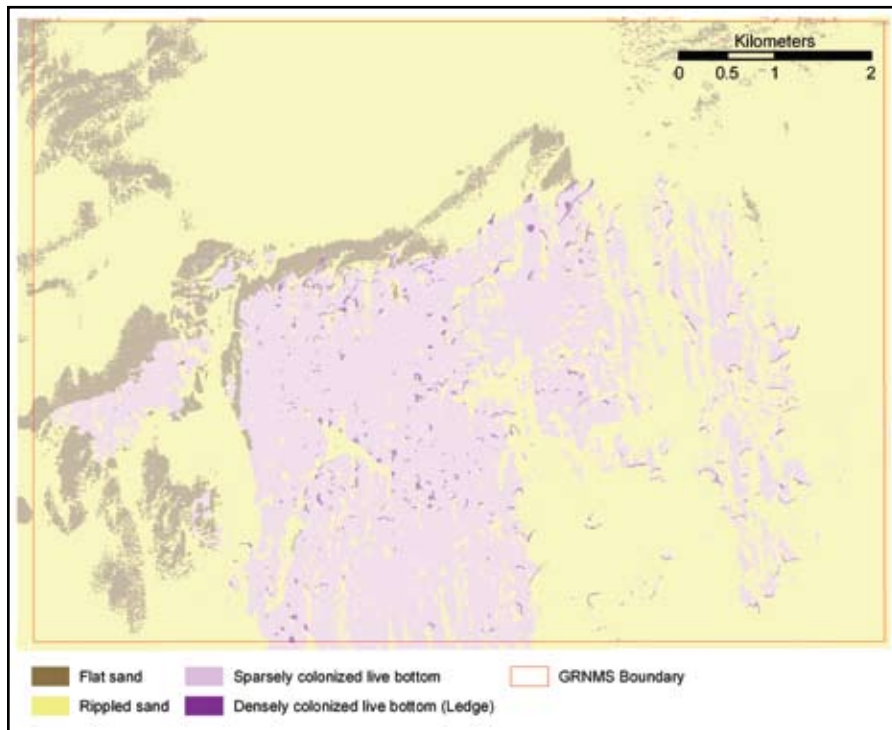 Kilometers
0 0.5 1 2
Flat sand
Sparsely colonized live bottom
GRNMS Boundary
Rippled sand
Densely colonized live bottom (Ledge)